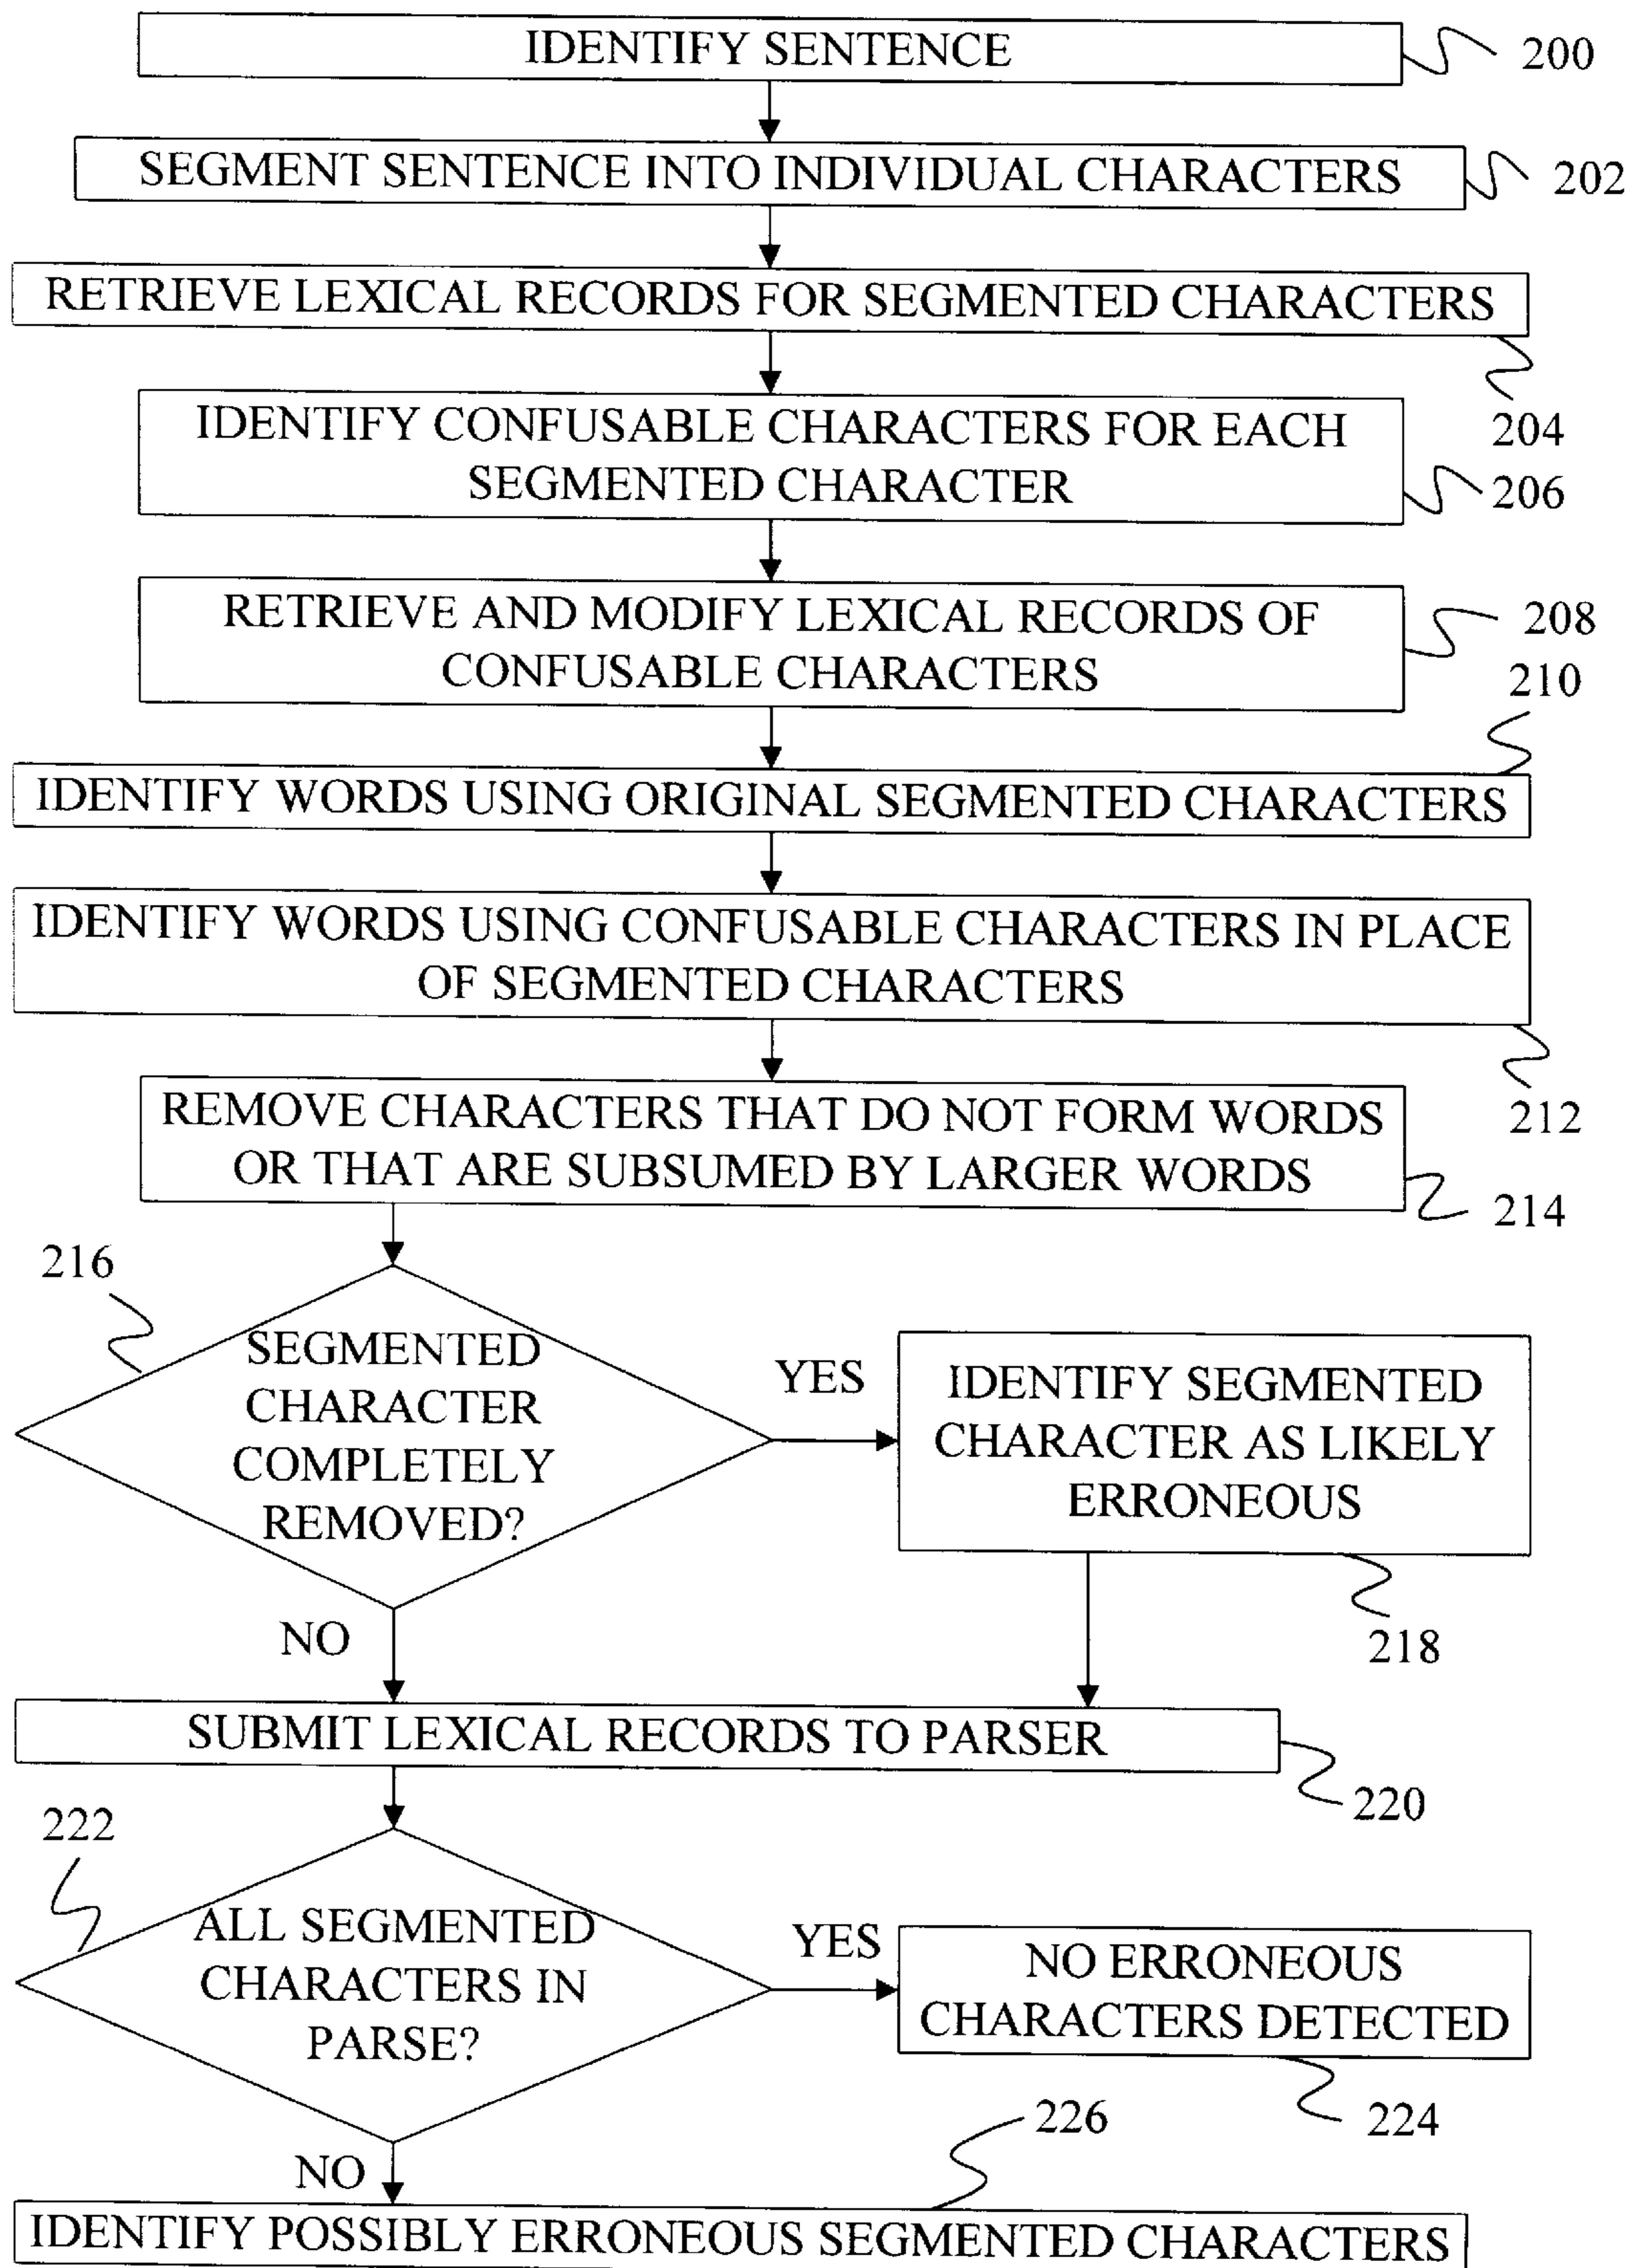 IDENTIFY SENTENCE
200
SEGMENT SENTENCE INTO INDIVIDUAL CHARACTERS
202
RETRIEVE LEXICAL RECORDS FOR SEGMENTED CHARACTERS
204
IDENTIFY CONFUSABLE CHARACTERS FOR EACH
SEGMENTED CHARACTER
206
RETRIEVE AND MODIFY LEXICAL RECORDS OF
CONFUSABLE CHARACTERS
208
210
IDENTIFY WORDS USING ORIGINAL SEGMENTED CHARACTERS
IDENTIFY WORDS USING CONFUSABLE CHARACTERS IN PLACE
OF SEGMENTED CHARACTERS
212
REMOVE CHARACTERS THAT DO NOT FORM WORDS
OR THAT ARE SUBSUMED BY LARGER WORDS
214
216
SEGMENTED
CHARACTER
COMPLETELY
REMOVED?
YES
IDENTIFY SEGMENTED
CHARACTER AS LIKELY
ERRONEOUS
218
NO
SUBMIT LEXICAL RECORDS TO PARSER
220
222
ALL SEGMENTED
CHARACTERS IN
PARSE?
YES
NO ERRONEOUS
CHARACTERS DETECTED
224
226
NO
IDENTIFY POSSIBLY ERRONEOUS SEGMENTED CHARACTERS